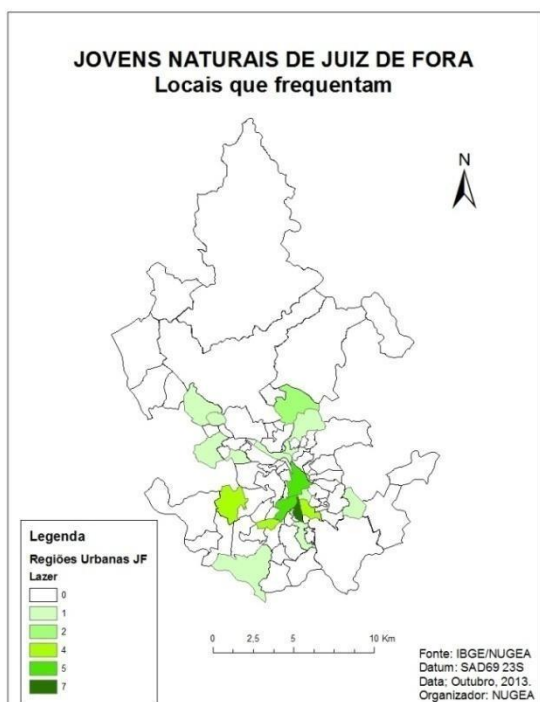 JOVENS NATURAIS DE JUIZ DE FORA
Locais que frequentam
N
Legenda
Regiões Urbanas JF
Lazer
0
1
2
4
5
7
0 2,5 5 10 Km
Fonte: IBGE/NUGEA
Datum: SAD69 23S
Data; Outubro, 2013.
Organizador: NUGEA